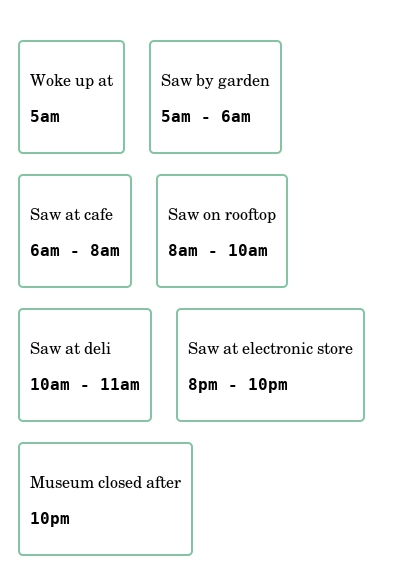 Woke up at
5am
Saw by garden
5am - 6am
Saw at cafe
6am - 8am
Saw on rooftop
8am - 10am
Saw at deli
10am - 11am
Saw at electronic store
8pm - 10pm
Museum closed after
10pm